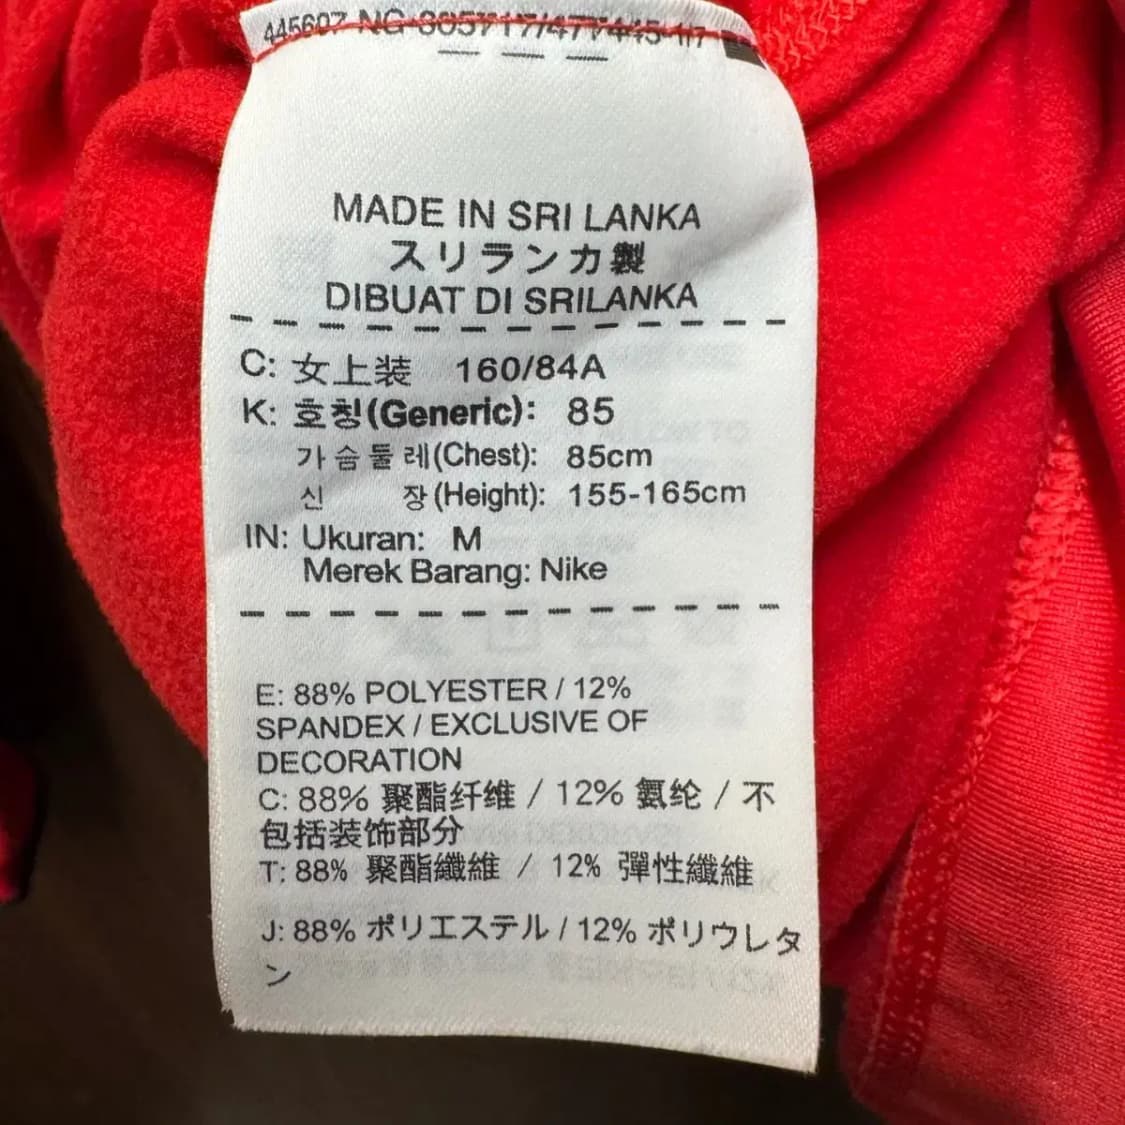 MADE IN SRI LANKA
スリランカ製
DIBUAT DI SRILANKA
C: 女上装 160/84A
K: 호칭(Generic): 85
가슴둘레(Chest): 85cm
신 장(Height): 155-165cm
IN: Ukuran: M
Merek Barang: Nike
E: 88% POLYESTER / 12%
SPANDEX / EXCLUSIVE OF
DECORATION
C: 88% 聚酯纤维 / 12% 氨纶 / 不
包括装饰部分
T: 88% 聚酯纖維 / 12% 彈性纖維
J: 88% ポリエステル / 12% ポリウレタ
ン